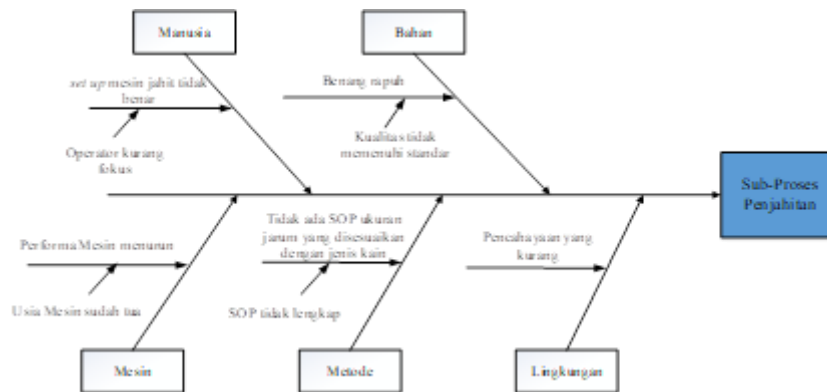 Manusia
Bahan
set up mesin jahit tidak
benar
Benang rapuh
Operator kurang
fokus
Kualitas tidak
memenuhi standar
Sub-Proses
Penjahitan
Tidak ada SOP ukuran
jarum yang disesuaikan
dengan jenis kain
Performa Mesin menurun
Pencahayaan yang
kurang
Usia Mesin sudah tua
SOP tidak lengkap
Mesin
Metode
Lingkungan